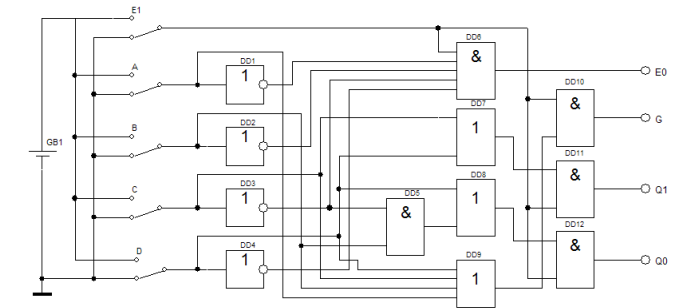 E1
DD6
&
E0
A
DD1
1
DD10
&
G
DD7
1
B
DD2
1
GB1
DD11
&
Q1
C
DD3
1
DD5
&
DD8
1
DD12
&
Q0
D
DD4
1
DD9
1